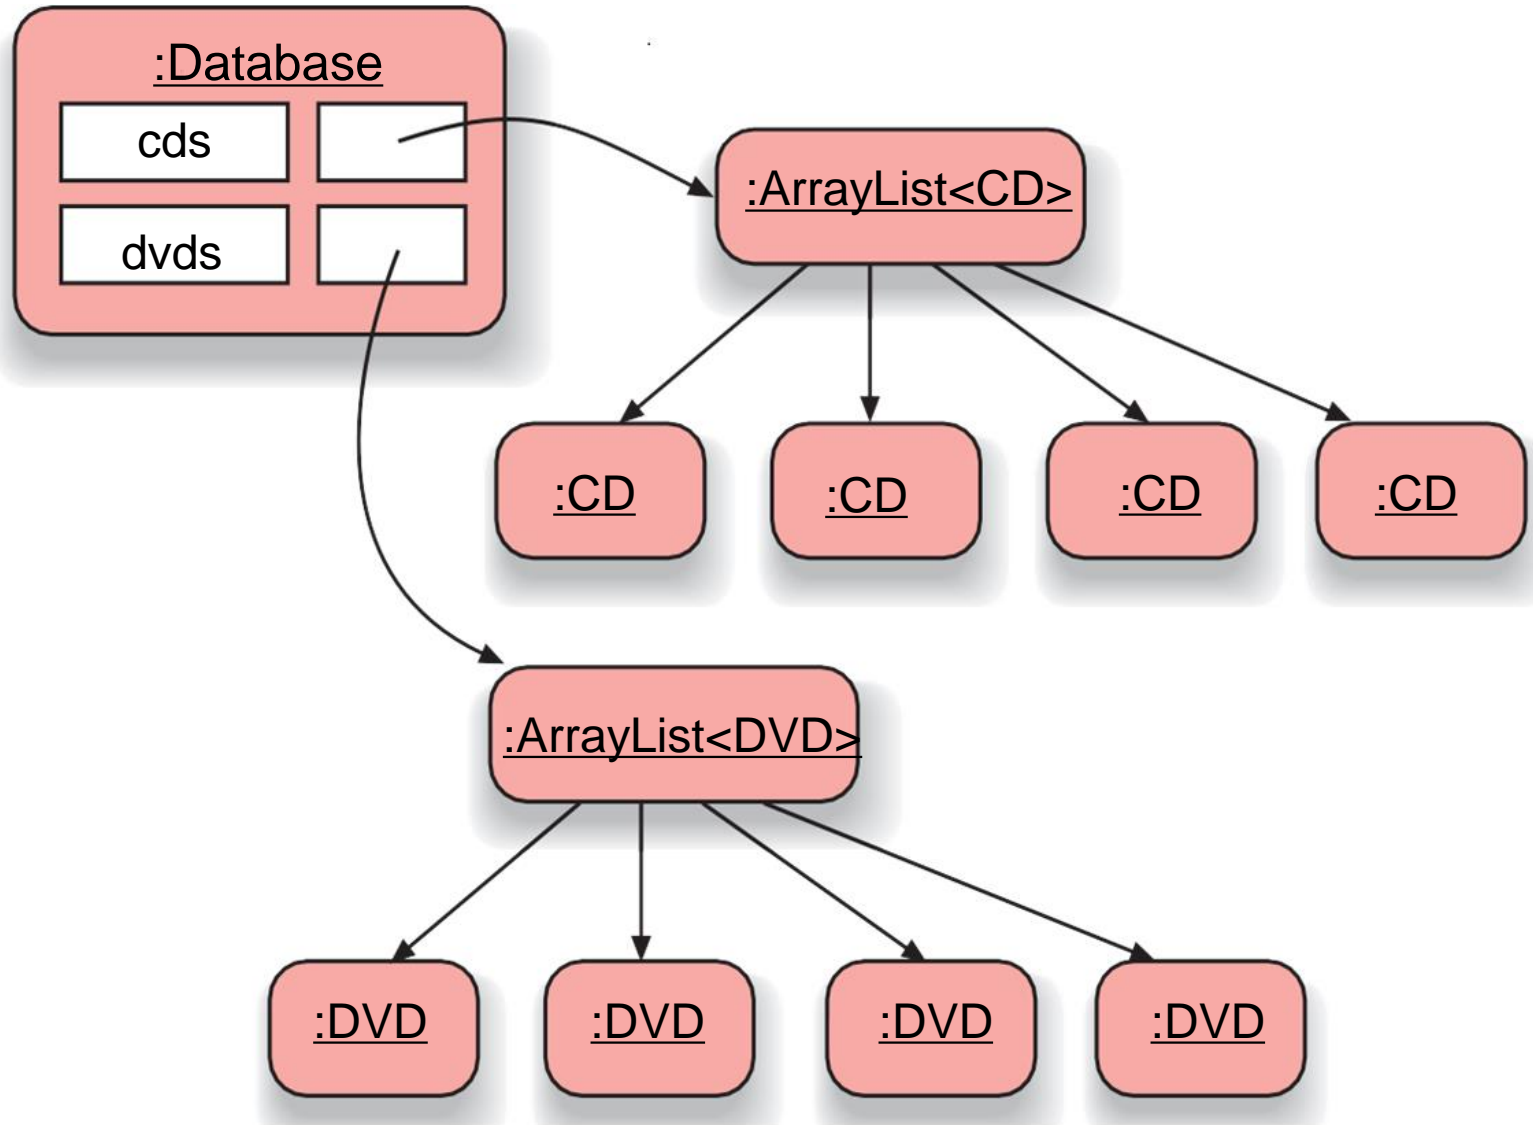 :Database
cds
dvds
:ArrayList<CD>
:CD
:CD
:CD
:CD
:ArrayList<DVD>
:DVD
:DVD
:DVD
:DVD